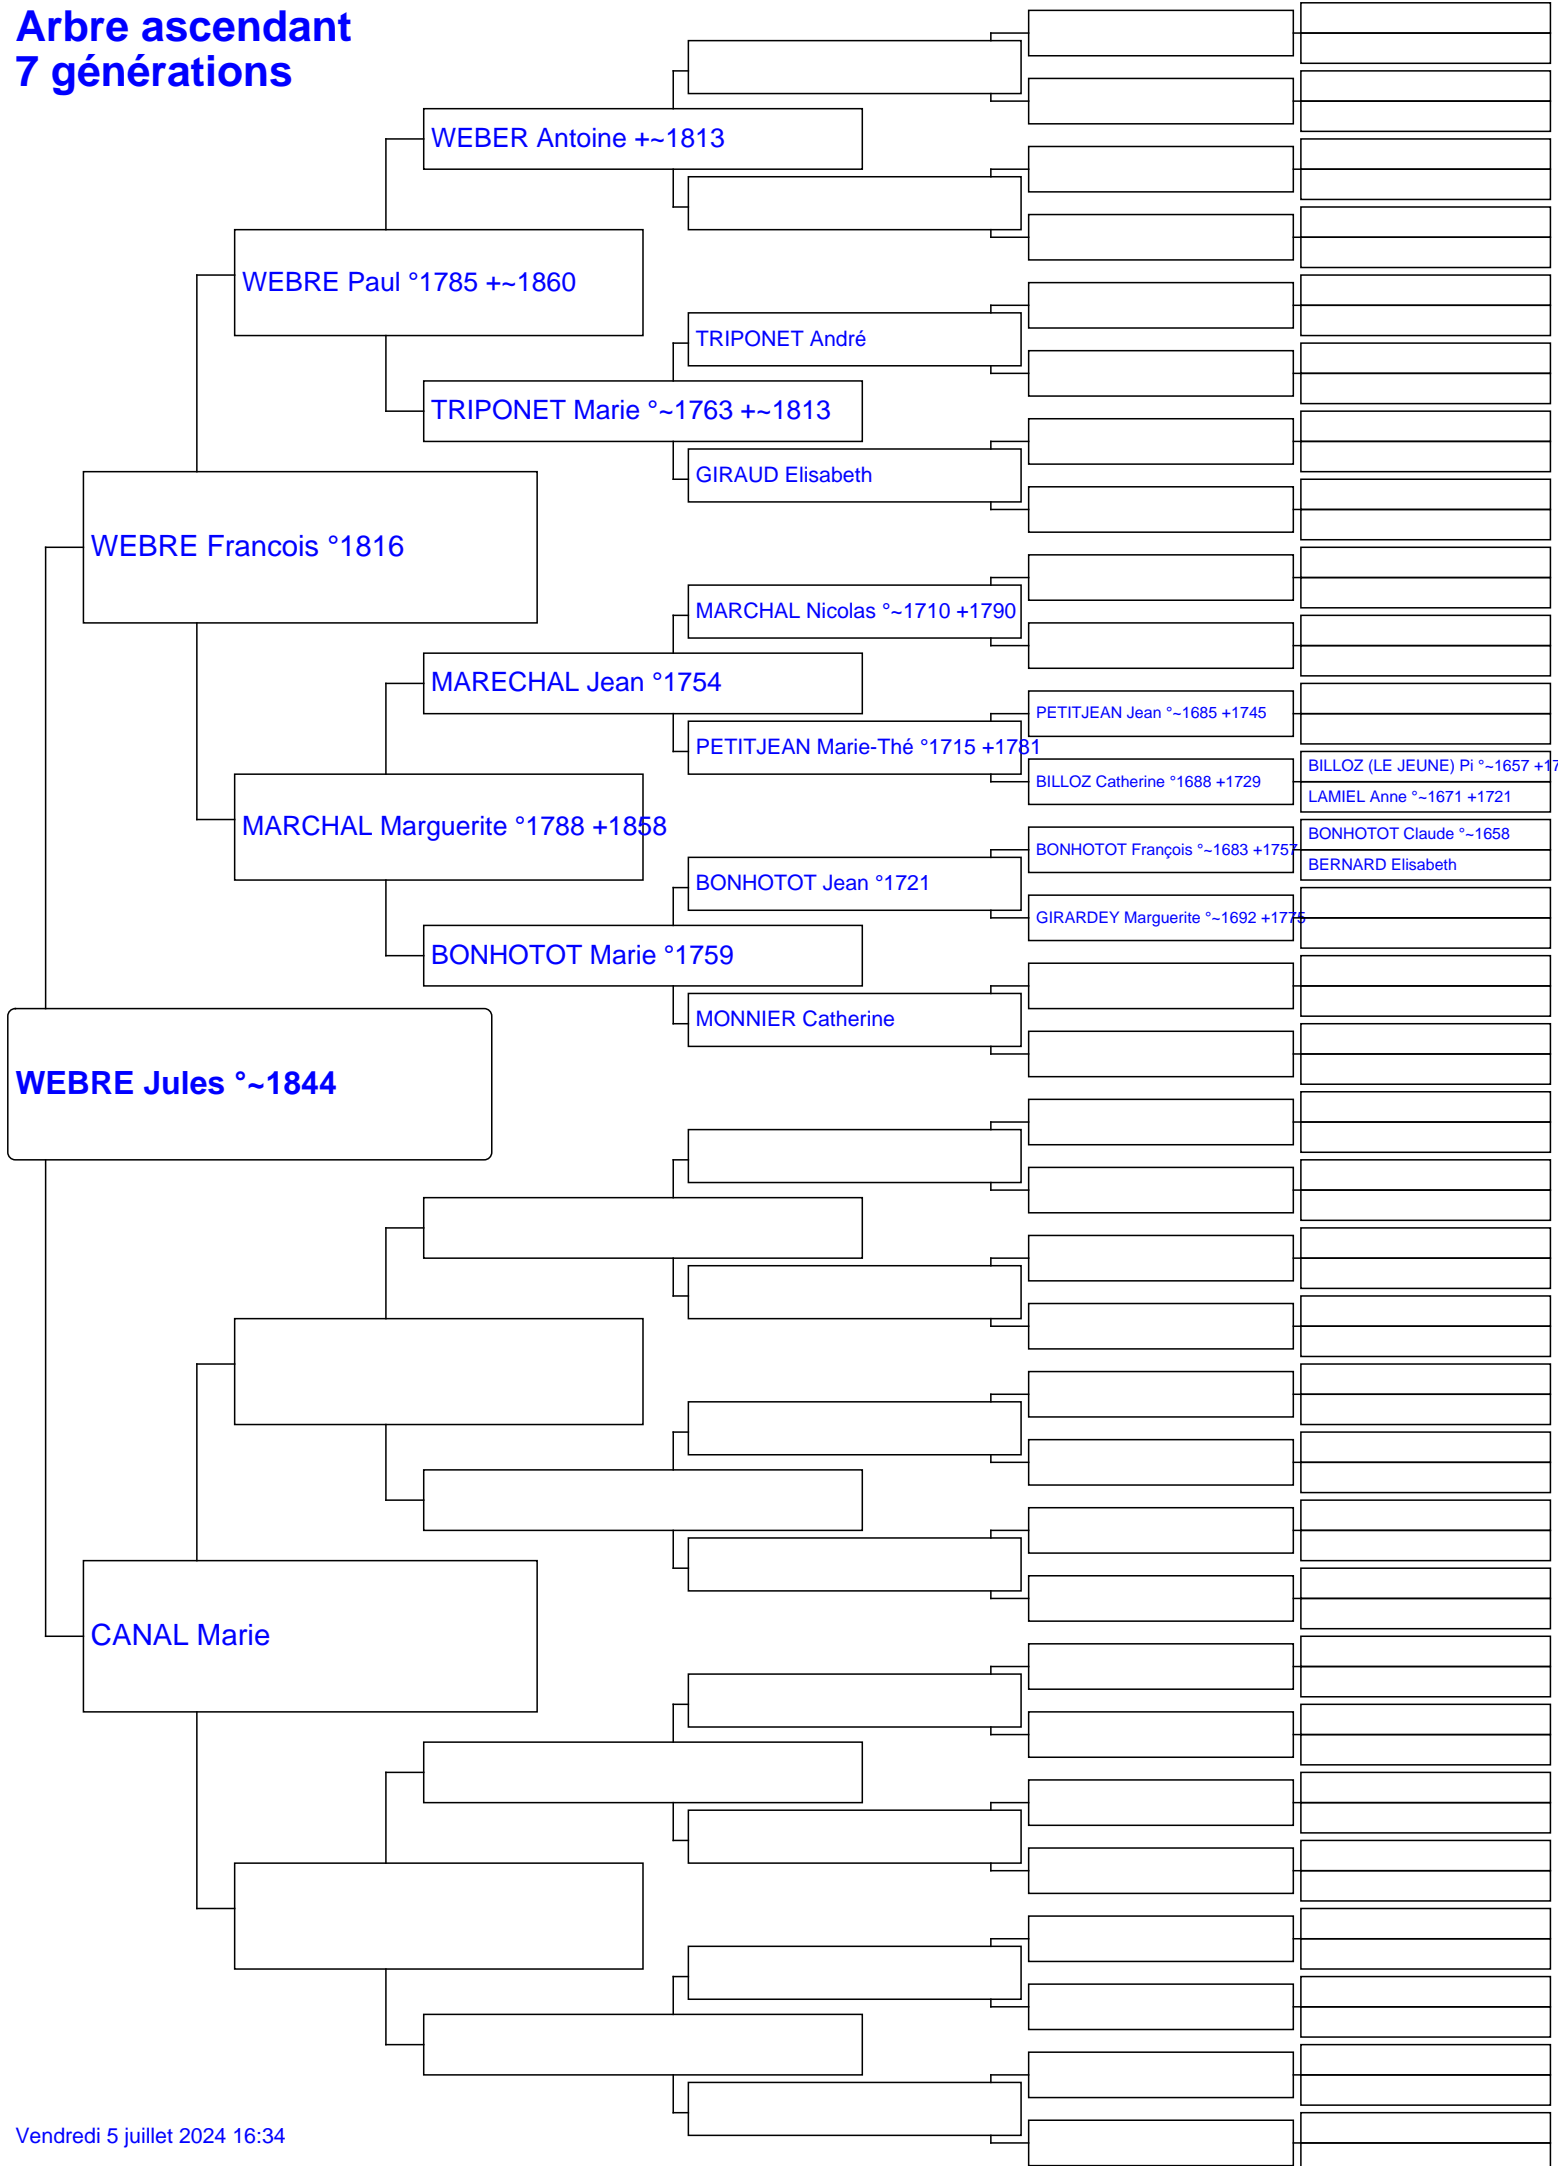 Arbre ascendant
7 générations
WEBER Antoine +~1813
WEBRE Paul °1785 +~1860
TRIPONET André
TRIPONET Marie °~1763 +~1813
GIRAUD Elisabeth
WEBRE Francois °1816
MARCHAL Nicolas °~1710 +1790
MARECHAL Jean °1754
PETITJEAN Jean °~1685 +1745
PETITJEAN Marie-Thé °1715 +1781
BILLOZ (LE JEUNE) Pi °~1657 +17
BILLOZ Catherine °1688 +1729
LAMIEL Anne °~1671 +1721
MARCHAL Marguerite °1788 +1858
BONHOTOT Claude °~1658
BONHOTOT François °~1683 +1757
BERNARD Elisabeth
BONHOTOT Jean °1721
GIRARDEY Marguerite °~1692 +1775
BONHOTOT Marie °1759
MONNIER Catherine
WEBRE Jules °~1844
CANAL Marie
Vendredi 5 juillet 2024 16:34